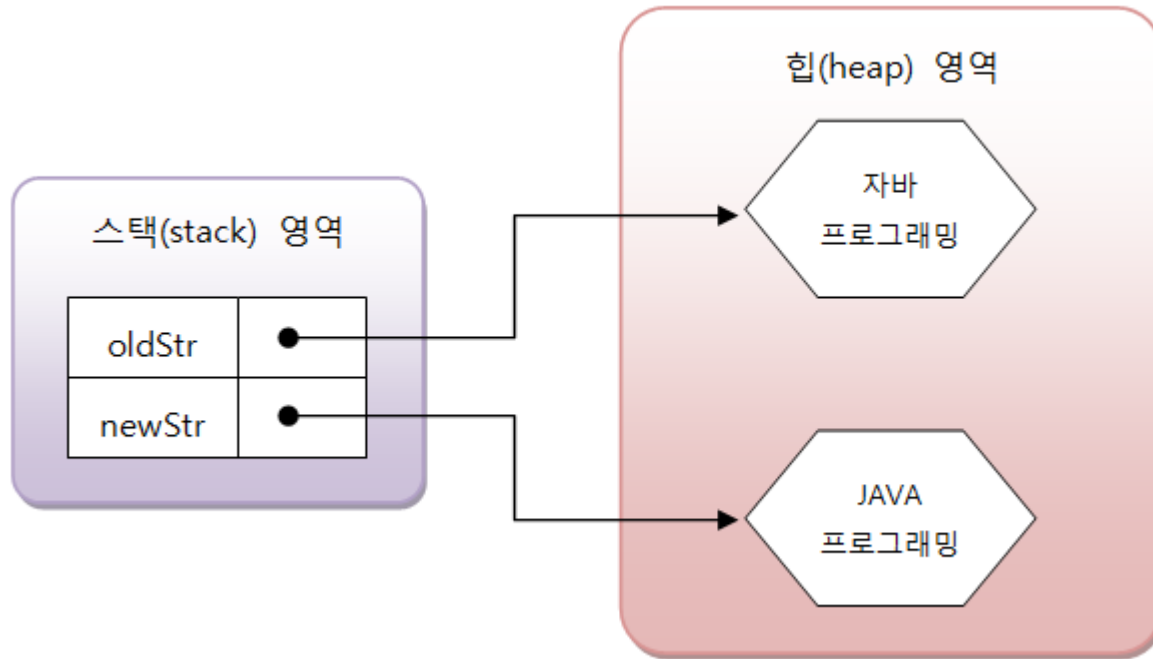 힙(heap) 영역
자바
프로그래밍
스택(stack) 영역
oldStr
newStr
JAVA
프로그래밍